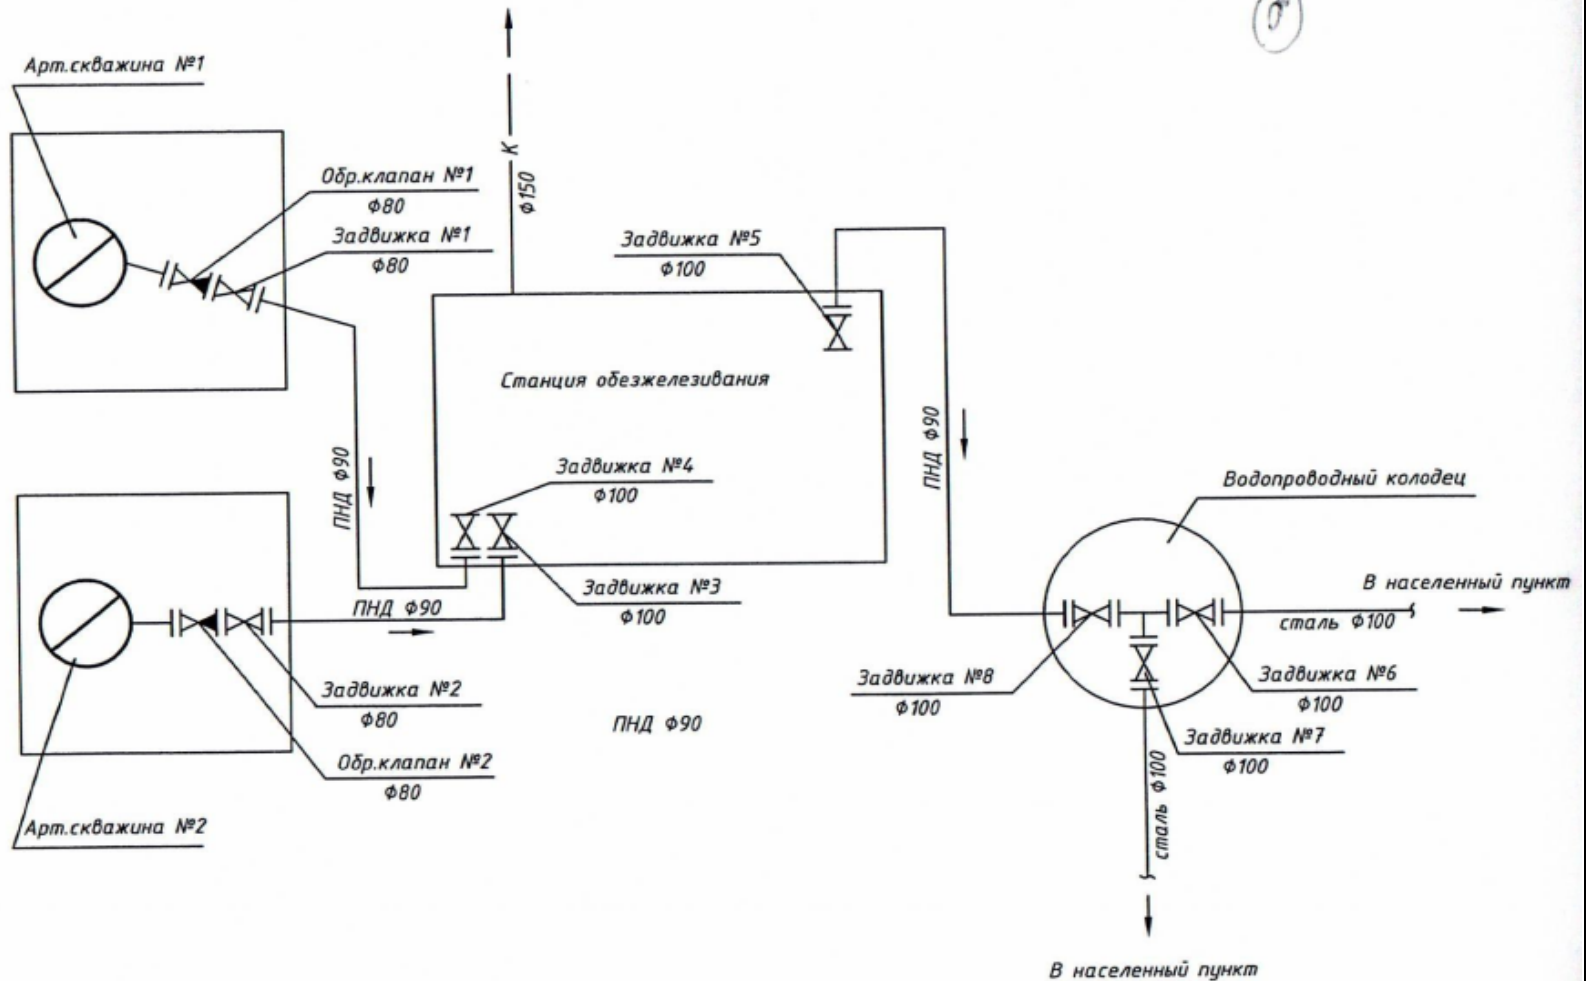 Арт.скважина №1
Обр.клапан №1
Ф80
Задвижка №1
Ф80
К
Ф150
Задвижка №5
Ф100
Станция обезжелезивания
ПНД Ф90
Задвижка №4
Ф100
ПНД Ф90
Водопроводный колодец
Задвижка №3
Ф100
ПНД Ф90
В населенный пункт
сталь Ф100
Задвижка №2
Ф80
ПНД Ф90
Задвижка №8
Ф100
Задвижка №6
Ф100
Задвижка №7
Ф100
Обр.клапан №2
Ф80
сталь Ф100
Арт.скважина №2
В населенный пункт